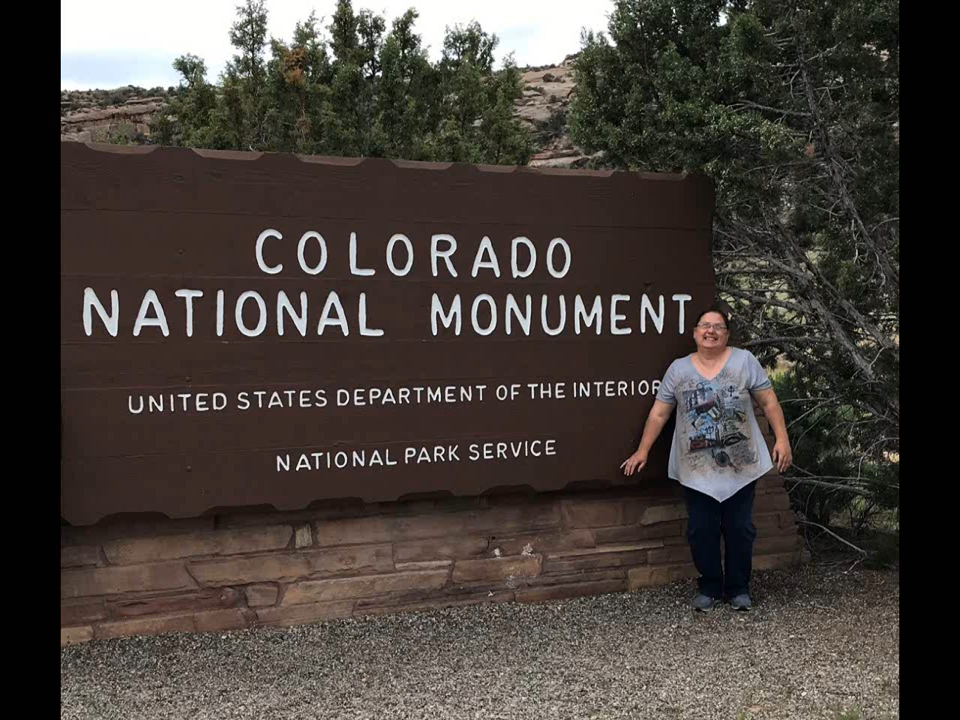 COLORADO
NATIONAL MONUMENT
UNITED STATES DEPARTMENT OF THE INTERIOR
NATIONAL PARK SERVICE